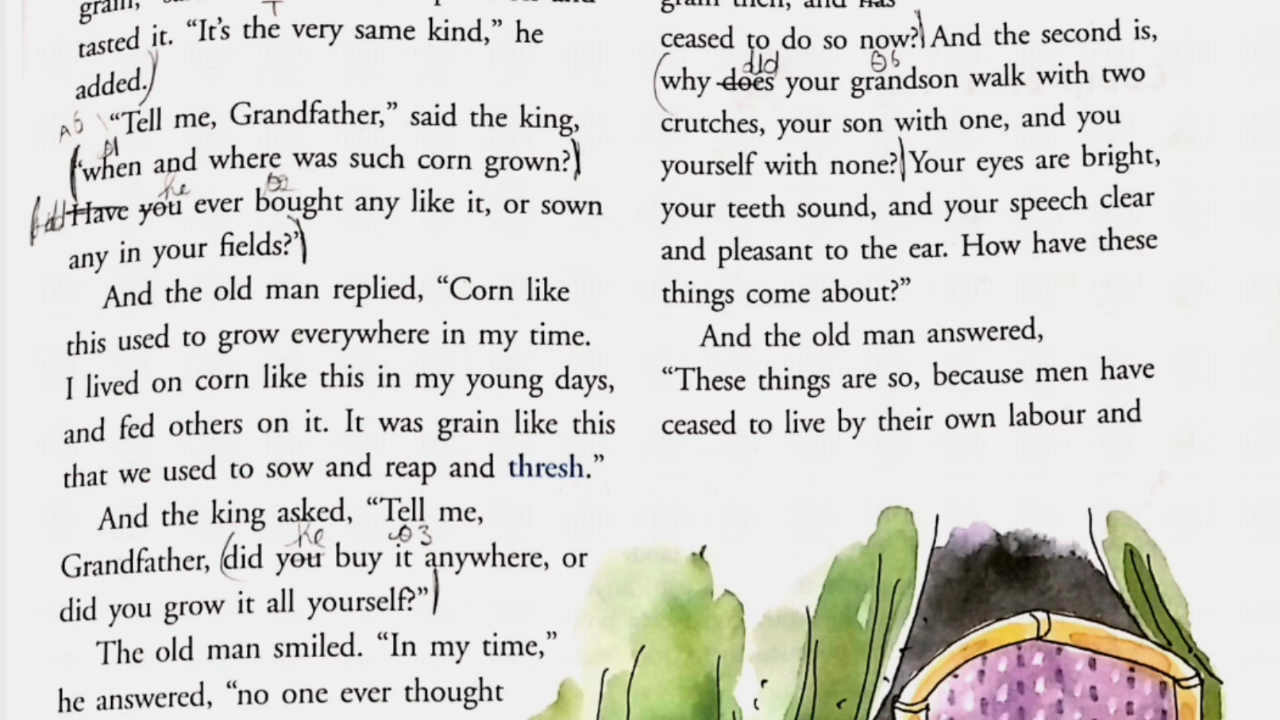 grain,
tasted it. “It’s the very same kind,” he
added.
“Tell me, Grandfather,” said the king,
“when and where was such corn grown?
Have you ever bought any like it, or sown
any in your fields?”
And the old man replied, “Corn like
this used to grow everywhere in my time.
I lived on corn like this in my young days,
and fed others on it. It was grain like this
that we used to sow and reap and thresh.”
And the king asked, “Tell me,
he
Grandfather, did you buy it anywhere, or
did you grow it all yourself?”
The old man smiled. “In my time,”
he answered, “no one ever thought
grain then, and has
ceased to do so now? And the second is,
did
why does your grandson walk with two
crutches, your son with one, and you
yourself with none? Your eyes are bright,
your teeth sound, and your speech clear
and pleasant to the ear. How have these
things come about?”
And the old man answered,
“These things are so, because men have
ceased to live by their own labour and